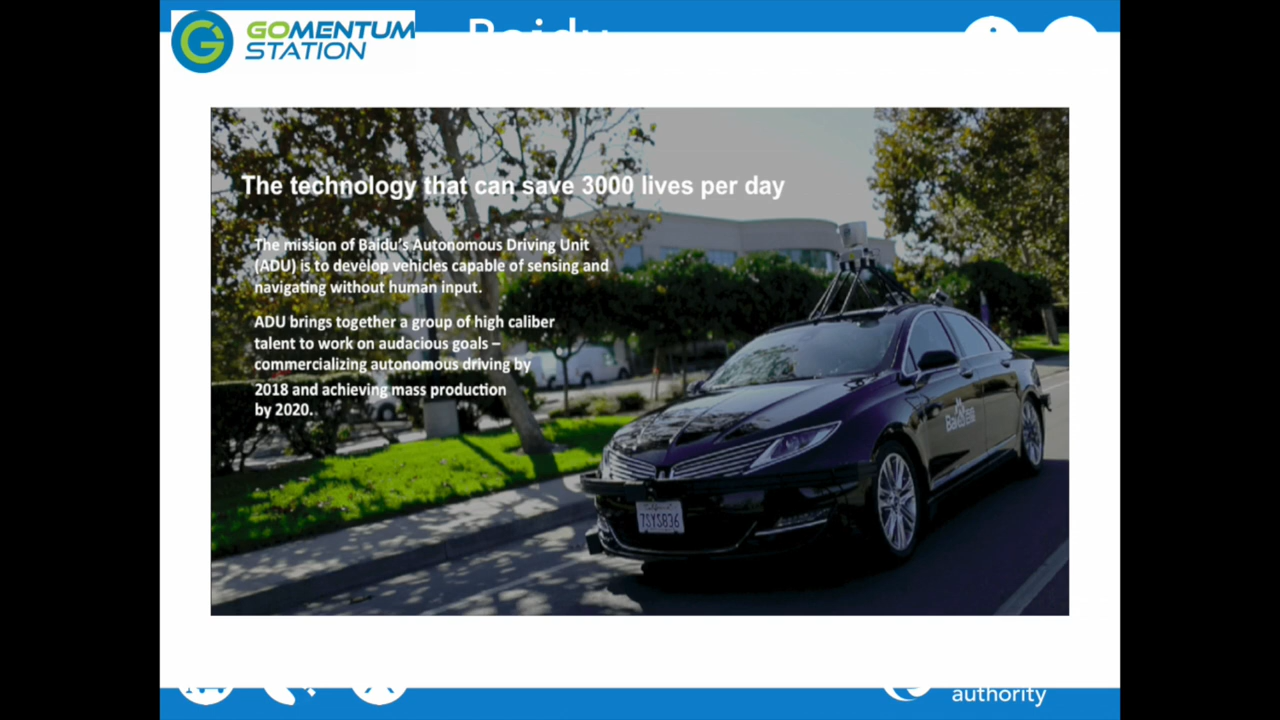 GOMENTUM
STATION
Baidu
The technology that can save 3000 lives per day
The mission of Baidu's Autonomous Driving Unit
(ADU) is to develop vehicles capable of sensing and
navigating without human input.
ADU brings together a group of high caliber
talent to work on audacious goals –
commercializing autonomous driving by
2018 and achieving mass production
by 2020.
7SYS836
authority